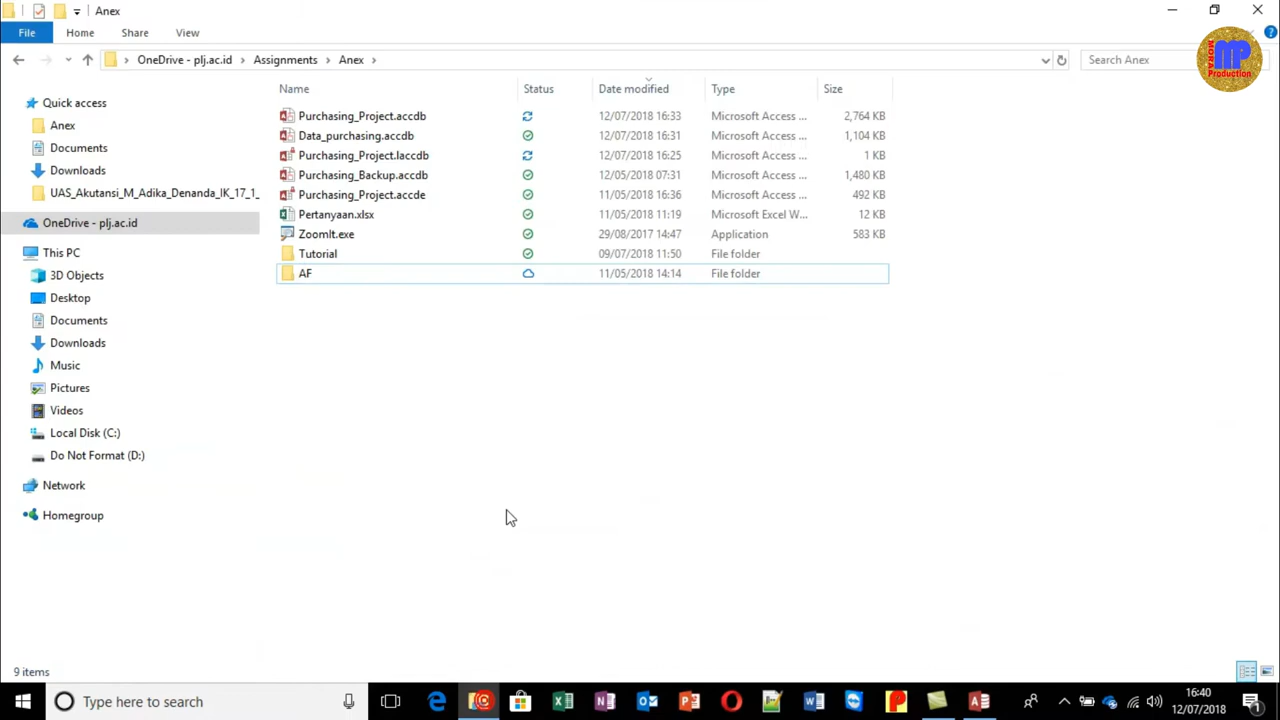 Anex
File Home Share View
OneDrive - plj.ac.id Assignments Anex Search Anex
MORA MP Production
Name Status Date modified Type Size
Purchasing_Project.accdb 12/07/2018 16:33 Microsoft Access ... 2,764 KB
Data_purchasing.accdb 12/07/2018 16:31 Microsoft Access ... 1,104 KB
Purchasing_Project.laccdb 12/07/2018 16:25 Microsoft Access ... 1 KB
Purchasing_Backup.accdb 12/05/2018 07:31 Microsoft Access ... 1,480 KB
Purchasing_Project.accde 11/05/2018 16:36 Microsoft Access ... 492 KB
Pertanyaan.xlsx 11/05/2018 11:19 Microsoft Excel W... 12 KB
ZoomIt.exe 29/08/2017 14:47 Application 583 KB
Tutorial 09/07/2018 11:50 File folder
AF 11/05/2018 14:14 File folder
Quick access
Anex
Documents
Downloads
UAS_Akutansi_M_Adika_Denanda_IK_17_1_
OneDrive - plj.ac.id
This PC
3D Objects
Desktop
Documents
Downloads
Music
Pictures
Videos
Local Disk (C:)
Do Not Format (D:)
Network
Homegroup
9 items
Type here to search
16:40
12/07/2018